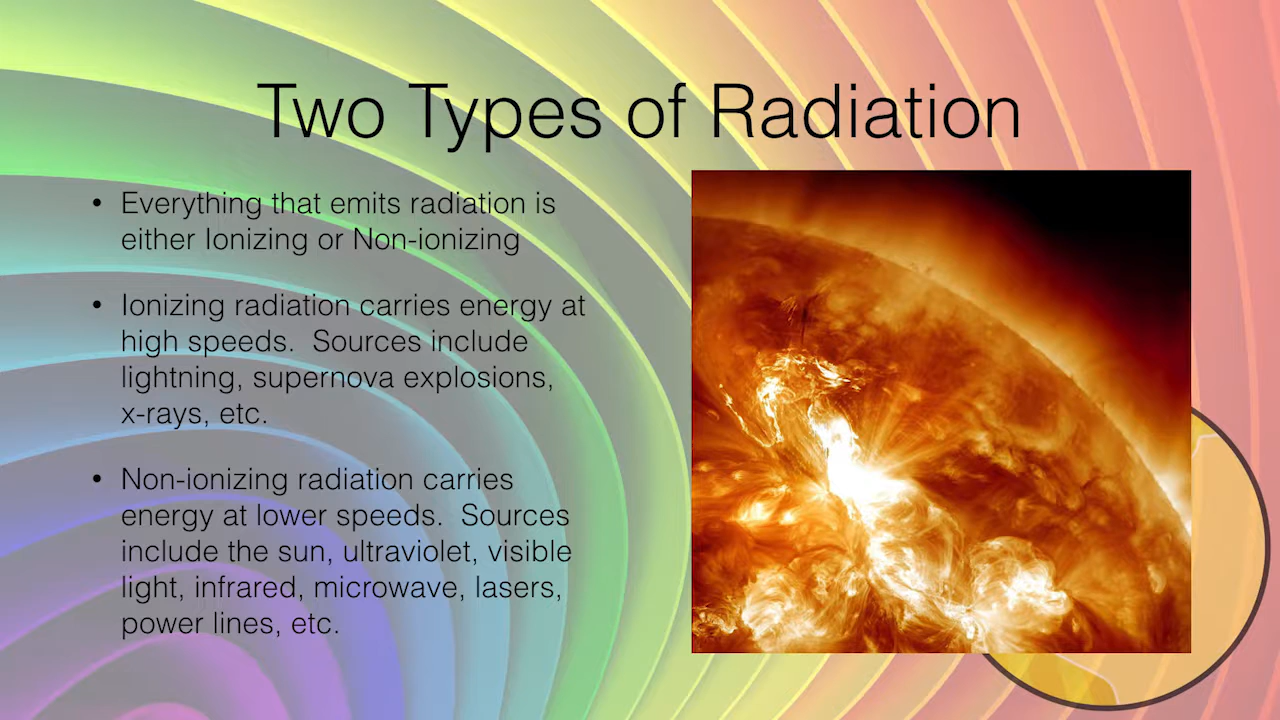 Two Types of Radiation
• Everything that emits radiation is
either Ionizing or Non-ionizing
• Ionizing radiation carries energy at
high speeds.  Sources include
lightning, supernova explosions,
x-rays, etc.
• Non-ionizing radiation carries
energy at lower speeds.  Sources
include the sun, ultraviolet, visible
light, infrared, microwave, lasers,
power lines, etc.